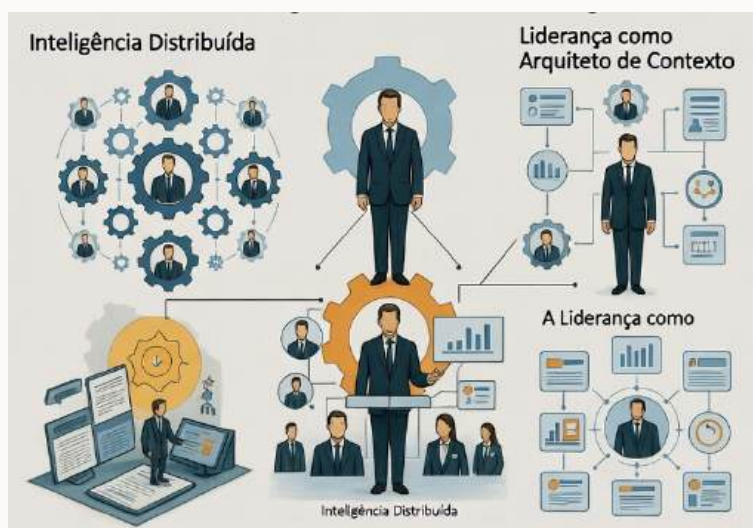 Inteligência Distribuída
Liderança como
Arquiteto de Contexto
A Liderança como
Inteligência Distribuída